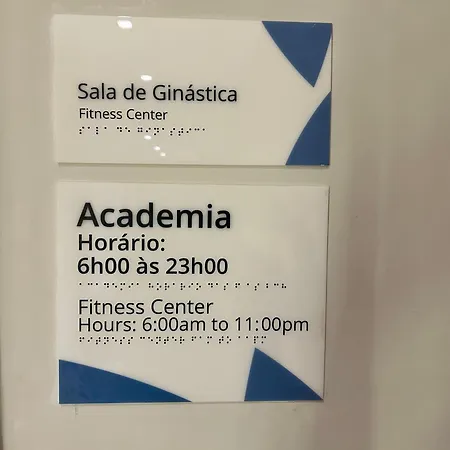 Sala de Ginástica
Fitness Center
Academia
Horário:
6h00 às 23h00
Fitness Center
Hours: 6:00am to 11:00pm